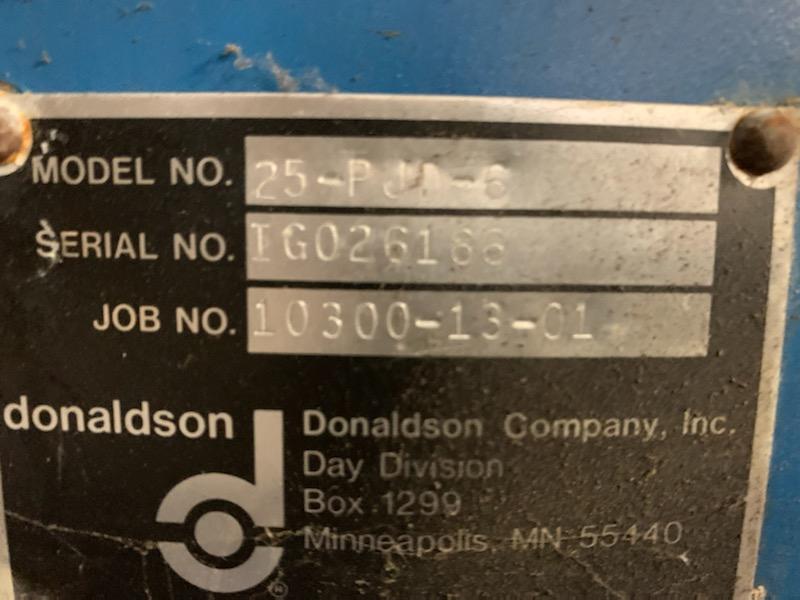 MODEL NO.
SERIAL NO. IG026186
JOB NO. 10300-13-01
donaldson
Donaldson Company, Inc.
Day Division
Box 1299
Minneapolis, MN 55440